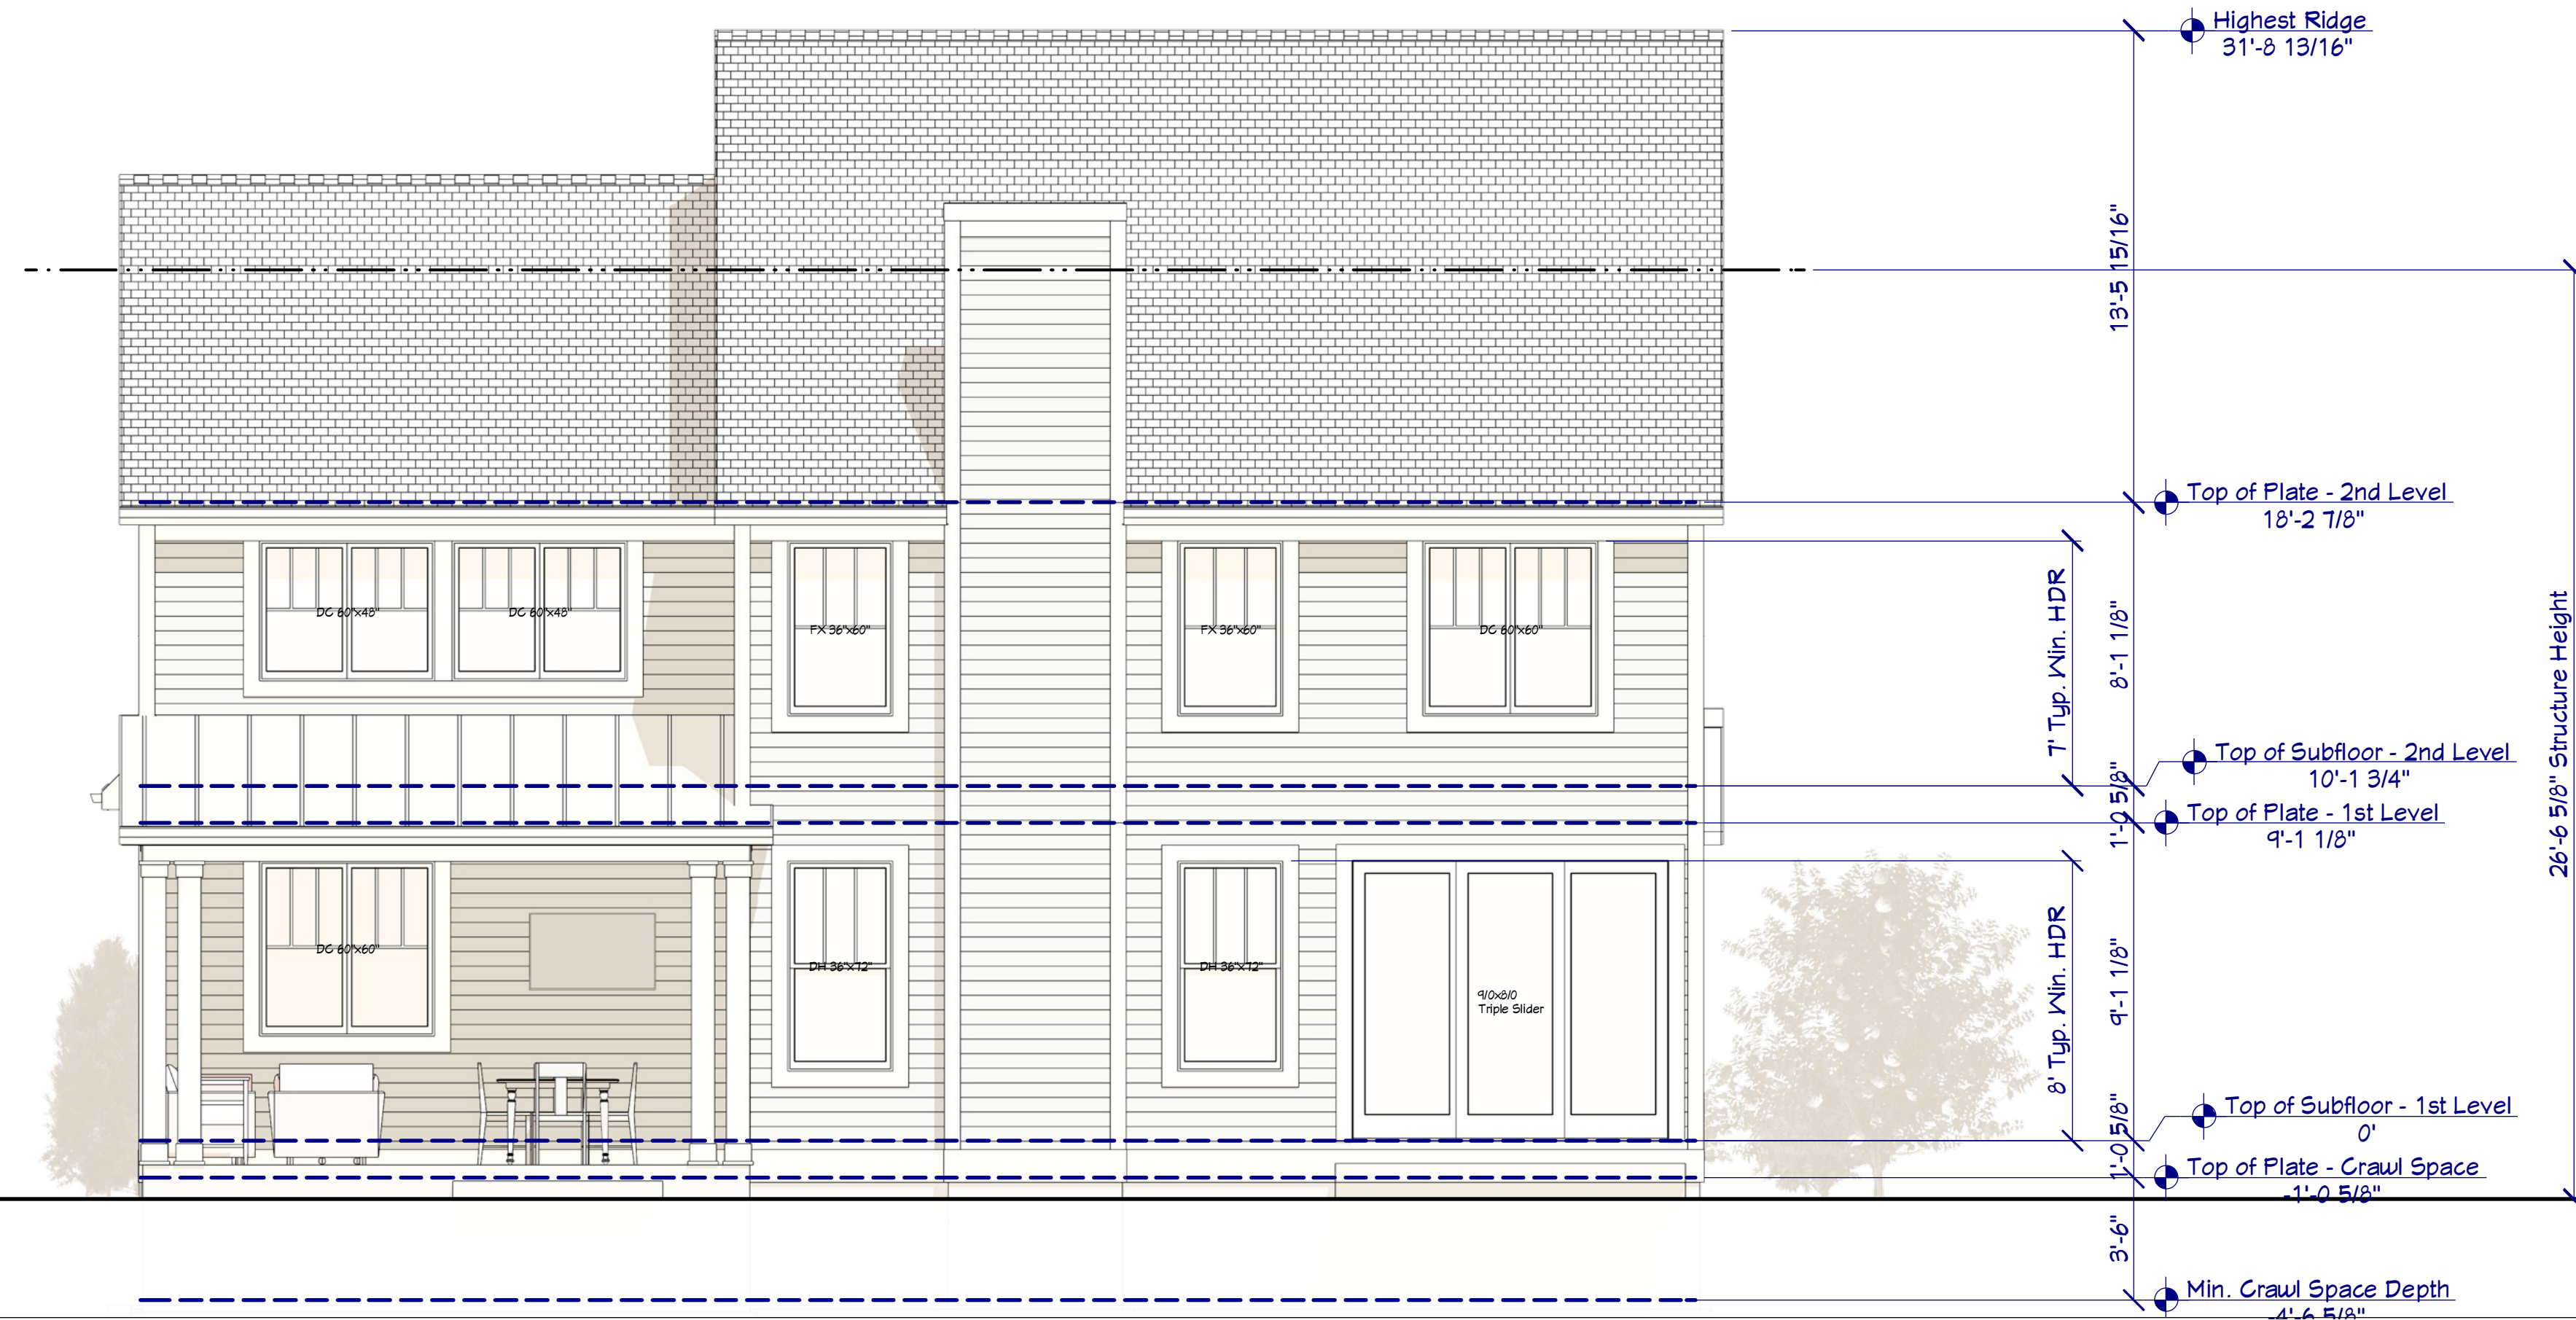 Highest Ridge
31'-8 13/16"
13'-5 15/16"
Top of Plate - 2nd Level
18'-2 7/8"
DC 60"x48"
DC 60"x48"
FX 36"x60"
FX 36"x60"
DC 60"x60"
7' Typ. Win. HDR
8'-1 1/8"
26'-6 5/8" Structure Height
Top of Subfloor - 2nd Level
10'-1 3/4"
1'-0 5/8"
Top of Plate - 1st Level
9'-1 1/8"
DC 60"x60"
DH 36"x72"
DH 36"x72"
9/0x8/0
Triple Slider
8' Typ. Win. HDR
9'-1 1/8"
Top of Subfloor - 1st Level
0'
1'-0 5/8"
Top of Plate - Crawl Space
-1'-0 5/8"
3'-6"
Min. Crawl Space Depth
-4'-6 5/8"